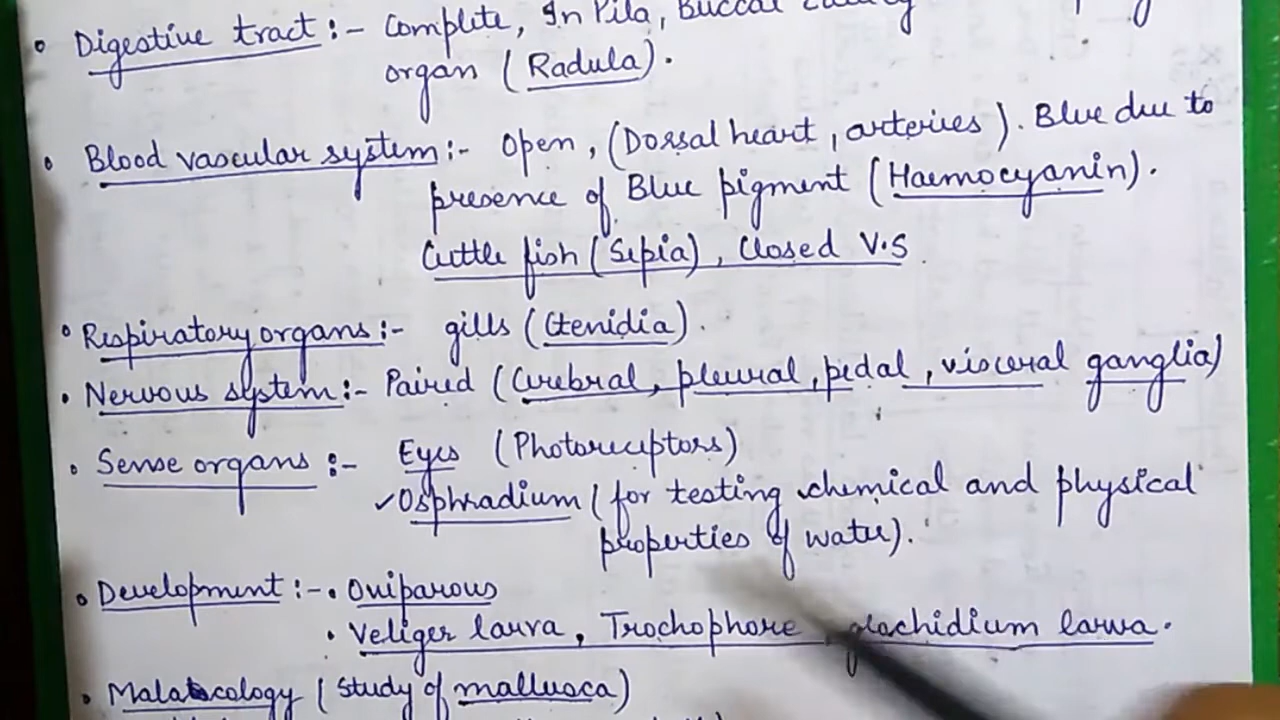 • Digestive tract :- Complete, In Pila, Buccal
organ (Radula).
• Blood vascular system :- Open, (Dorsal heart, arteries). Blue due to
presence of Blue pigment (Haemocyanin).
Cuttle fish (Sepia), Closed V.S
• Respiratory organs :- gills (Ctenidia).
• Nervous system :- Paired (Cerebral, pleural, pedal, visceral ganglia)
• Sense organs :- Eyes (Photoreceptors)
✓Osphradium (for testing chemical and physical
properties of water).
• Development :- • Oviparous
• Veliger larva, Trochophore, glochidium larva.
• Malacology (Study of mallusca)